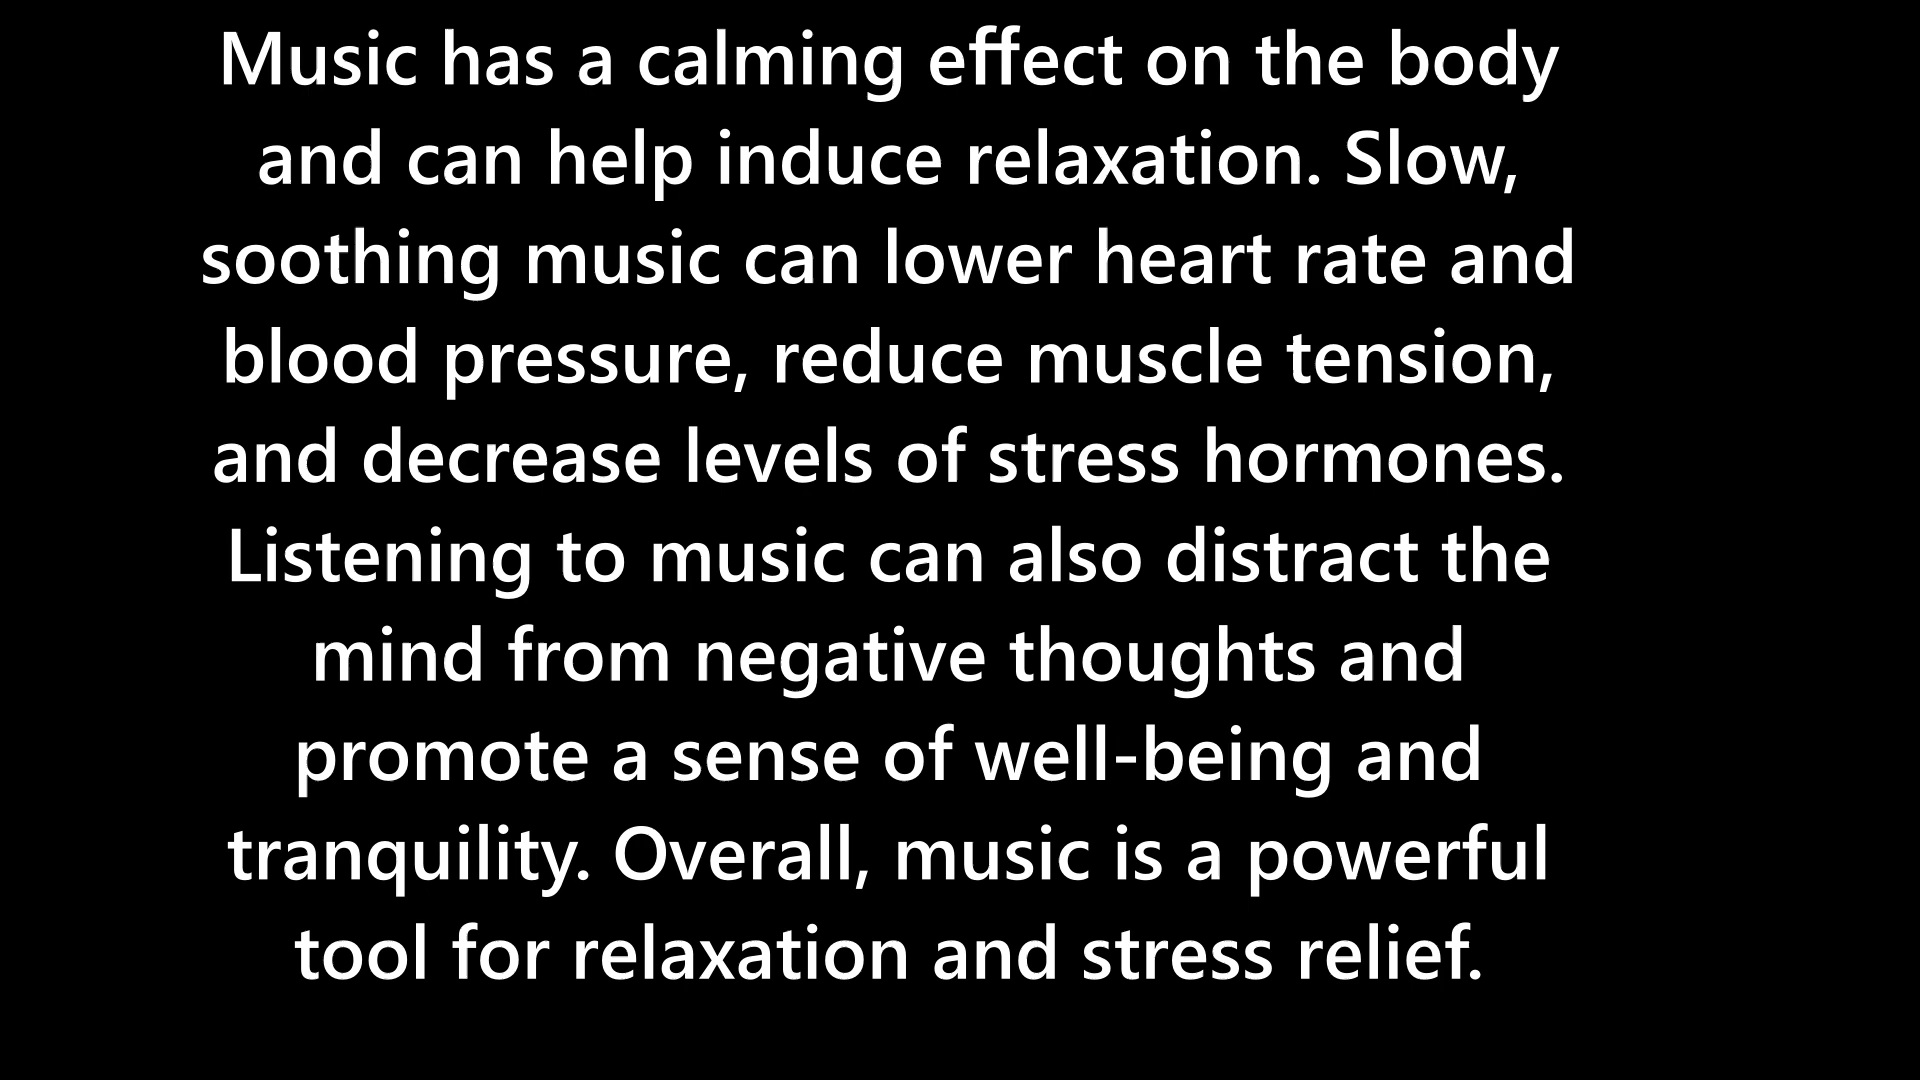 Music has a calming effect on the body
and can help induce relaxation. Slow,
soothing music can lower heart rate and
blood pressure, reduce muscle tension,
and decrease levels of stress hormones.
Listening to music can also distract the
mind from negative thoughts and
promote a sense of well-being and
tranquility. Overall, music is a powerful
tool for relaxation and stress relief.